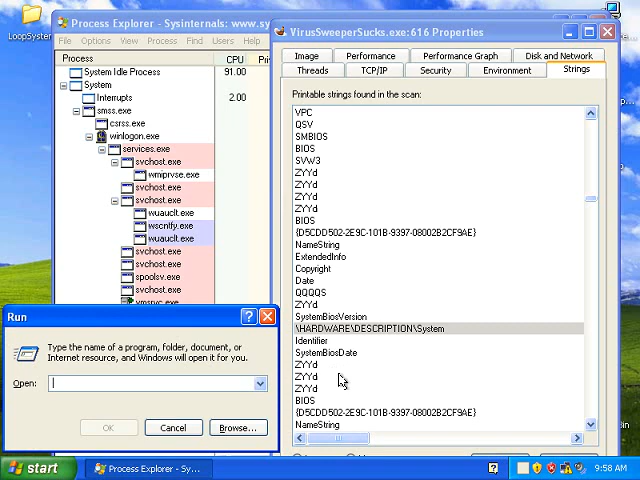 LoopSyster
Process Explorer - Sysinternals: www.sy
File Options View Process Find Users Help
Process CPU Pri
System Idle Process 91.00
System
Interrupts 2.00
smss.exe
csrss.exe
winlogon.exe
services.exe
svchost.exe
wmiprvse.exe
svchost.exe
svchost.exe
wuauclt.exe
wscntfy.exe
wuauclt.exe
svchost.exe
svchost.exe
spoolsv.exe
svchost.exe
vmsrvc.exe
VirusSweeperSucks.exe:616 Properties
Image Performance Performance Graph Disk and Network
Threads TCP/IP Security Environment Strings
Printable strings found in the scan:
VPC
QSV
SMBIOS
BIOS
SVW3
ZYYd
ZYYd
ZYYd
ZYYd
BIOS
{D5CDD502-2E9C-101B-9397-08002B2CF9AE}
NameString
ExtendedInfo
Copyright
Date
QQQQS
ZYYd
SystemBiosVersion
\HARDWARE\DESCRIPTION\System
Identifier
SystemBiosDate
ZYYd
ZYYd
ZYYd
BIOS
{D5CDD502-2E9C-101B-9397-08002B2CF9AE}
NameString
Run
Type the name of a program, folder, document, or
Internet resource, and Windows will open it for you.
Open:
OK Cancel Browse...
start Process Explorer - Sy... 9:58 AM